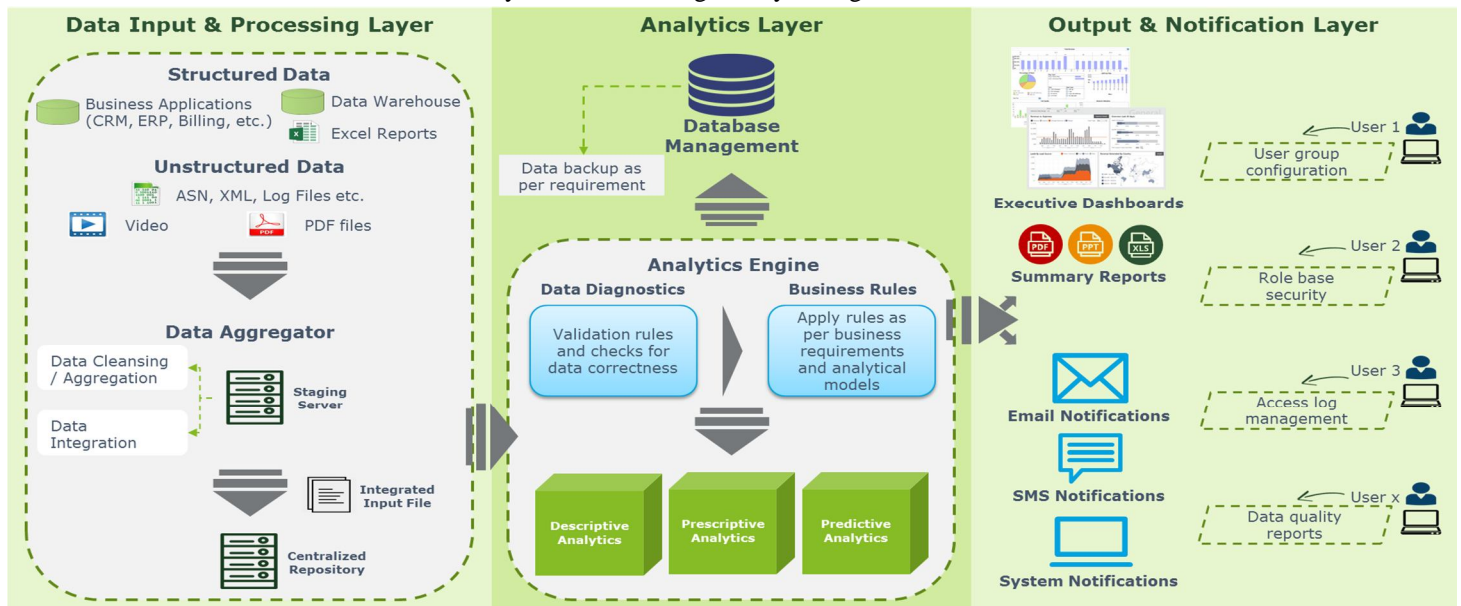 Data Input & Processing Layer
Structured Data
Business Applications
(CRM, ERP, Billing, etc.)
Data Warehouse
Excel Reports
Unstructured Data
ASN, XML, Log Files etc.
Video
PDF
PDF files
Data Aggregator
Data Cleansing
/ Aggregation
Data
Integration
Staging
Server
Integrated
Input File
Centralized
Repository
Analytics Layer
Database
Management
Data backup as
per requirement
Analytics Engine
Data Diagnostics
Validation rules
and checks for
data correctness
Business Rules
Apply rules as
per business
requirements
and analytical
models
Descriptive
Analytics
Prescriptive
Analytics
Predictive
Analytics
Output & Notification Layer
Executive Dashboards
PDF
PPT
XLS
Summary Reports
Email Notifications
SMS Notifications
System Notifications
User 1
User group
configuration
User 2
Role base
security
User 3
Access log
management
User x
Data quality
reports